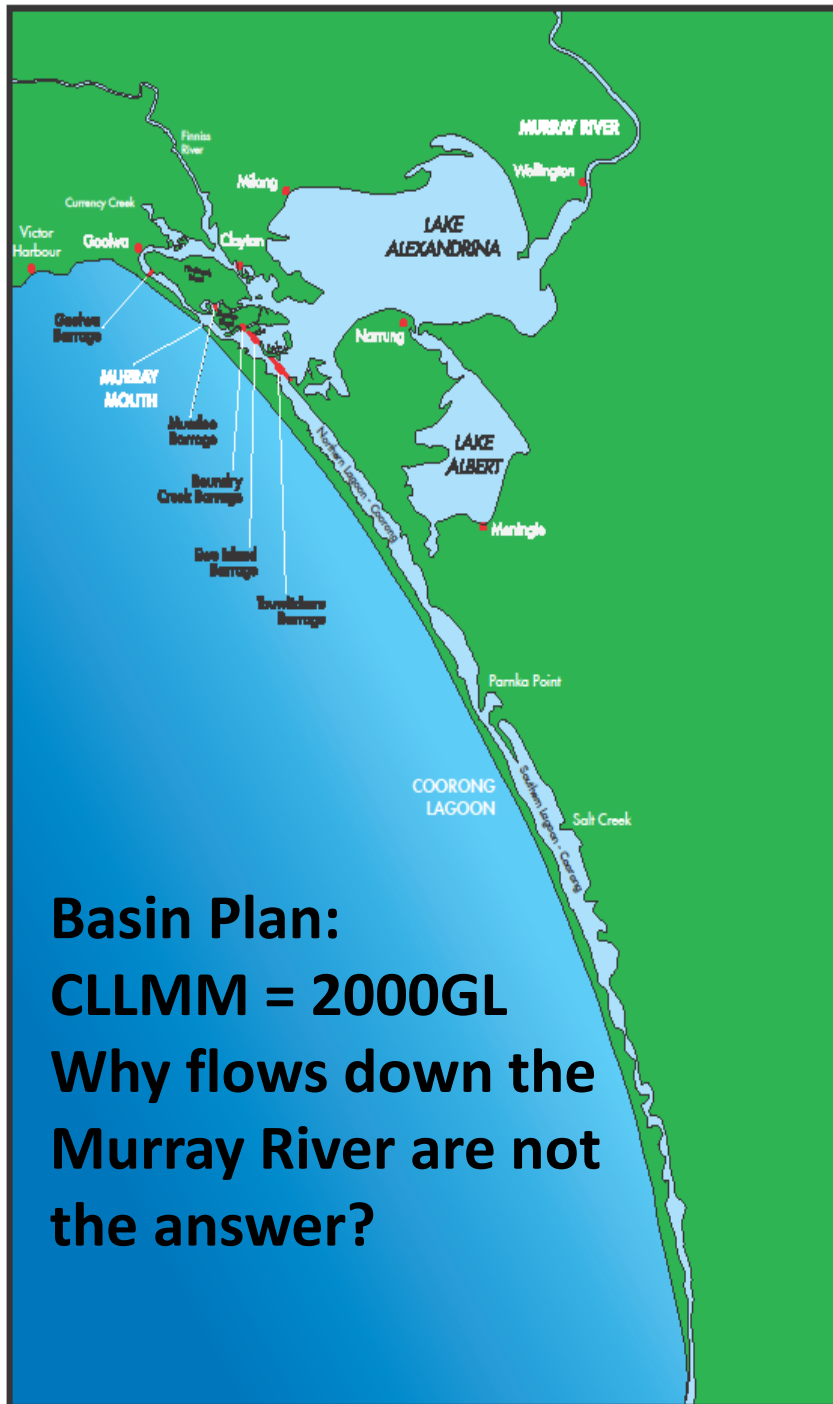 MURRAY RIVER
Finniss
River
Wellington
Milang
Currency Creek
LAKE
ALEXANDRINA
Victor
Harbour
Goolwa
Clayton
Goolwa
Barrage
Narrung
MURRAY
MOUTH
Mundoo
Barrage
LAKE
ALBERT
Northern Lagoon - Coorong
Boundry
Creek Barrage
Meningie
Ewe Island
Barrage
Tauwitchere
Barrage
Parnka Point
COORONG
LAGOON
Southern Lagoon - Coorong
Salt Creek
Basin Plan:
CLLMM = 2000GL
Why flows down the
Murray River are not
the answer?